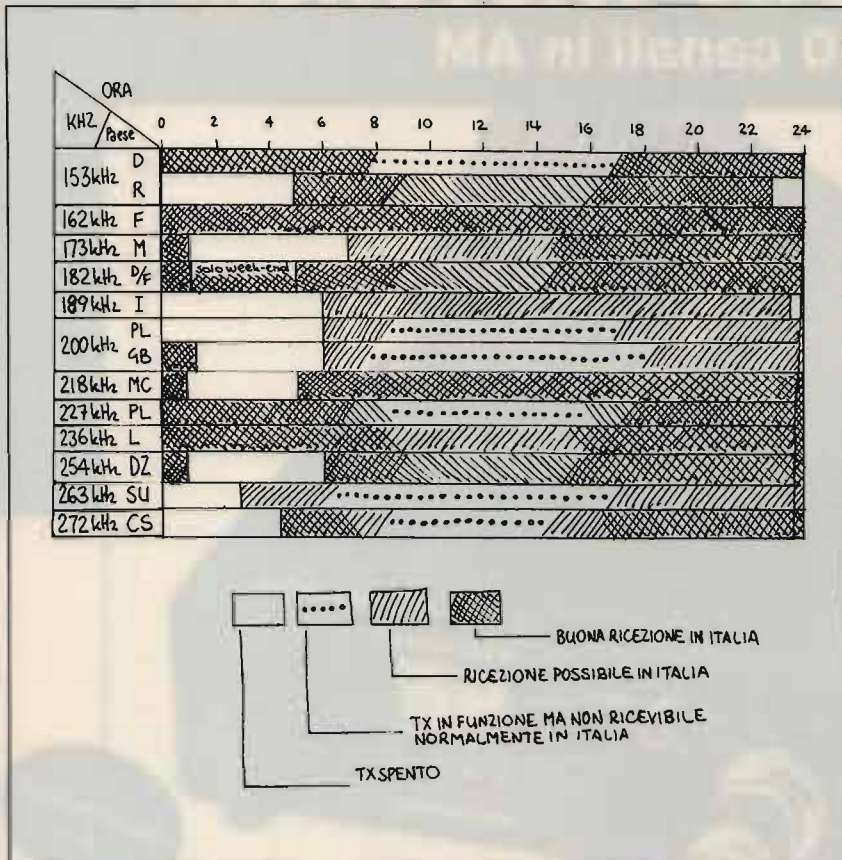 MA ni lienso O
ORA
KHZ / Paese 0 2 4 6 8 10 12 14 16 18 20 22 24
153kHz D
R
162kHz F
173kHz M
182kHz D/F solo week-end
189kHz I
200kHz PL
GB
218kHz MC
227kHz PL
236kHz L
254kHz DZ
263kHz SU
272kHz CS
BUONA RICEZIONE IN ITALIA
RICEZIONE POSSIBILE IN ITALIA
TX IN FUNZIONE MA NON RICEVIBILE
NORMALMENTE IN ITALIA
TX SPENTO